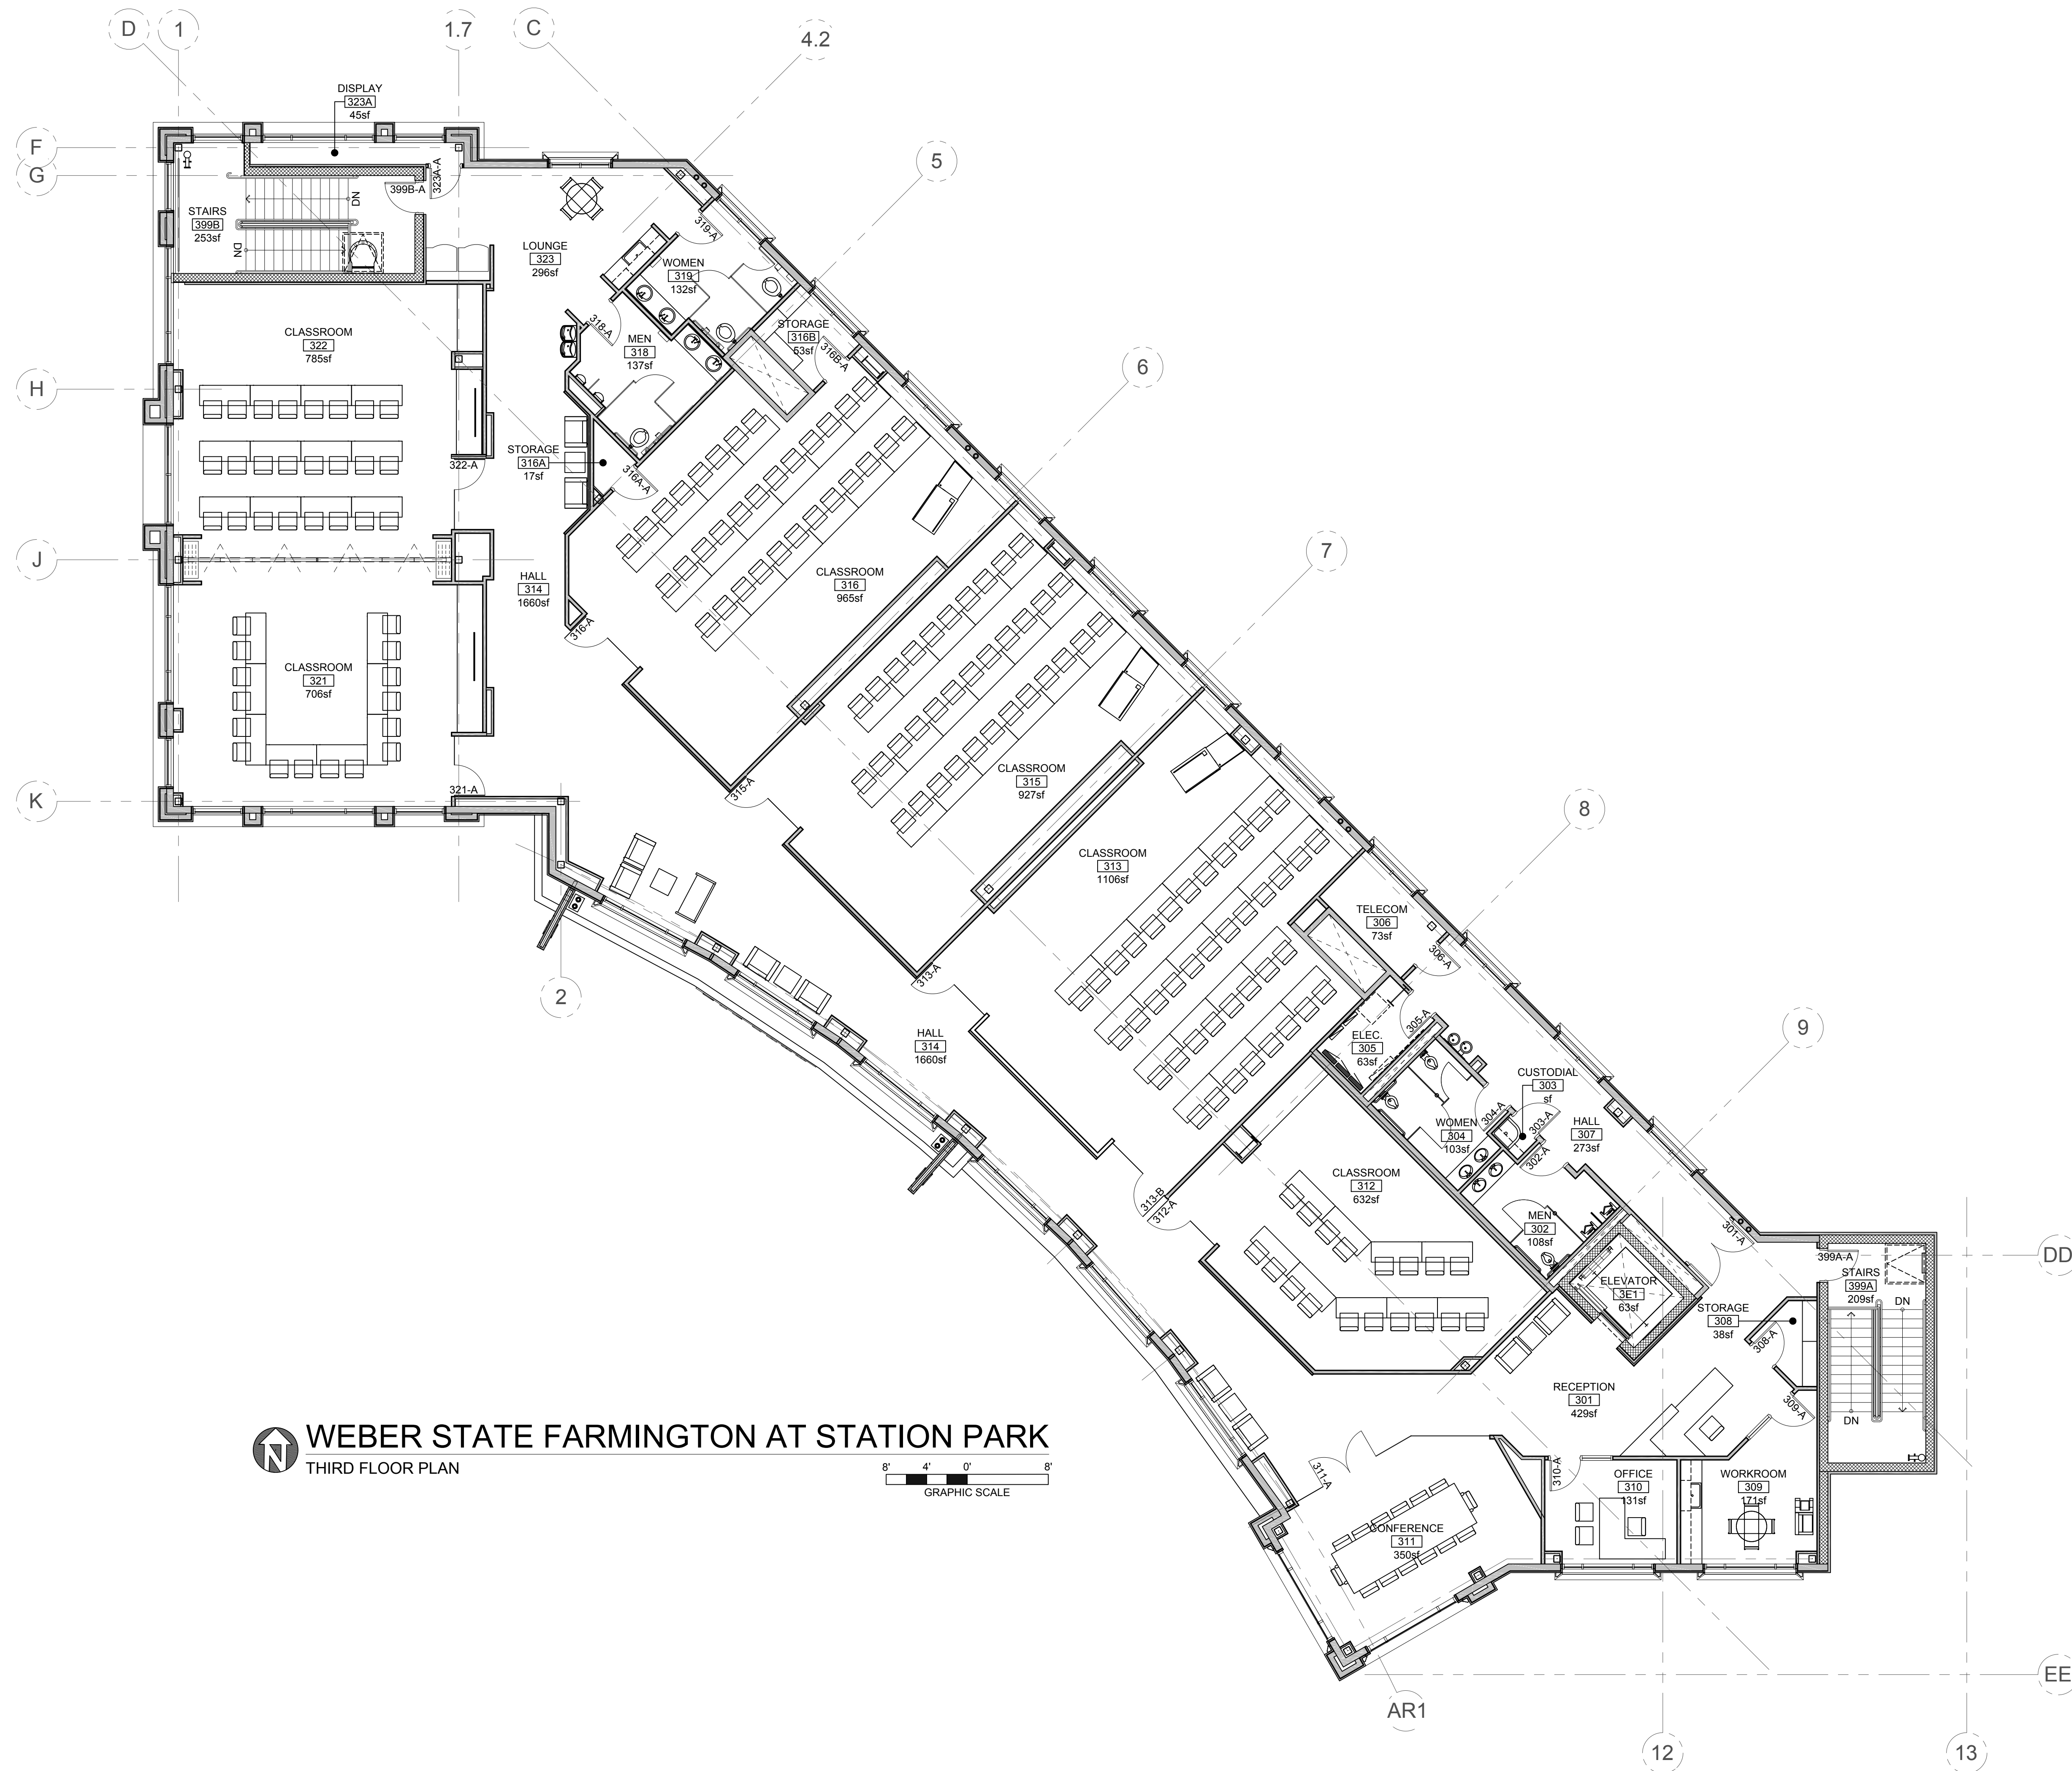 D
1
1.7
C
4.2
DISPLAY
323A
45sf
F
G
5
399B-A
323A-A
DN
STAIRS
399B
253sf
DN
319-A
LOUNGE
323
296sf
WOMEN
319
132sf
318-A
STORAGE
316B
53sf
316B-A
CLASSROOM
322
785sf
MEN
318
137sf
6
H
322-A
STORAGE
316A
17sf
316A-A
J
7
HALL
314
1660sf
CLASSROOM
316
965sf
316-A
CLASSROOM
321
706sf
CLASSROOM
315
927sf
315-A
321-A
K
8
CLASSROOM
313
1106sf
TELECOM
306
73sf
306-A
313-A
2
HALL
314
1660sf
305-A
ELEC.
305
63sf
9
CUSTODIAL
303
sf
304-A
303-A
WOMEN
304
103sf
HALL
307
273sf
302-A
CLASSROOM
312
632sf
313-B
312-A
MEN
302
108sf
301-A
399A-A
DD
STAIRS
399A
209sf
ELEVATOR
3E1
63sf
DN
STORAGE
308
38sf
308-A
RECEPTION
301
429sf
309-A
DN
WEBER STATE FARMINGTON AT STATION PARK
N
THIRD FLOOR PLAN
8' 4' 0' 8'
GRAPHIC SCALE
311-A
310-A
OFFICE
310
131sf
WORKROOM
309
171sf
CONFERENCE
311
350sf
EE
AR1
12
13